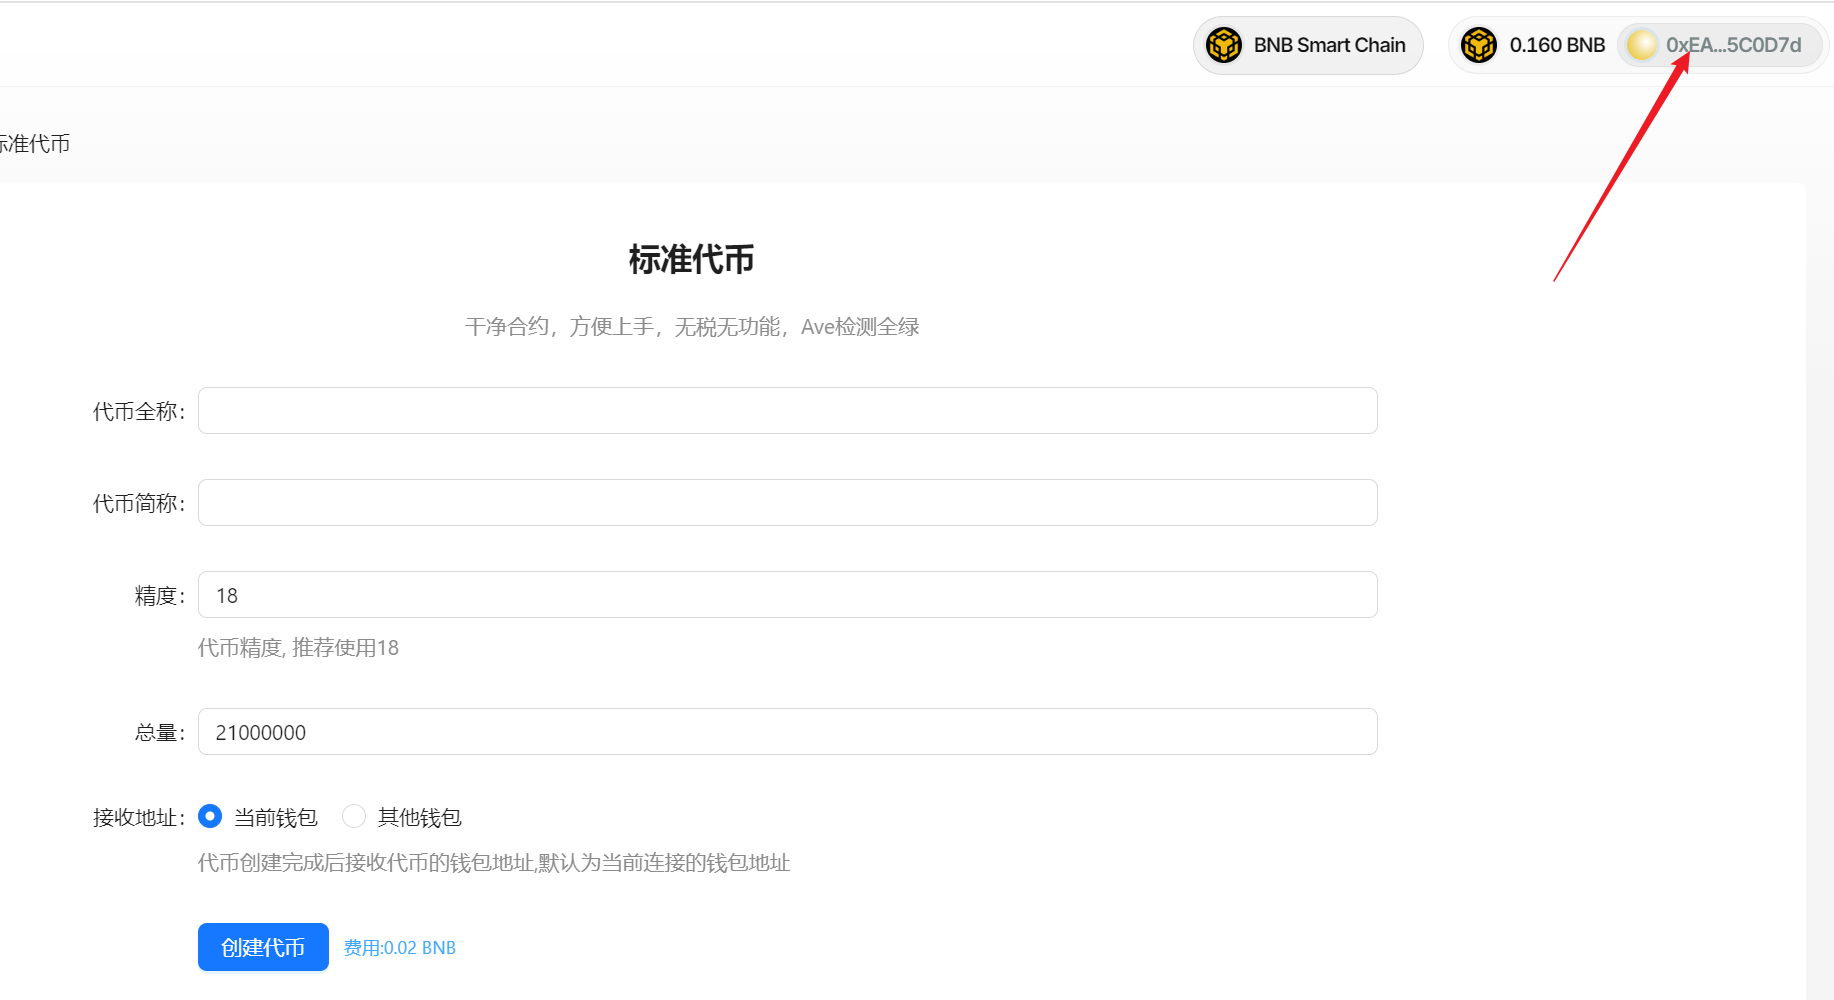 BNB Smart Chain
0.160 BNB
0xEA...5C0D7d
标准代币
标准代币
干净合约，方便上手，无税无功能，Ave检测全绿
代币全称:
代币简称:
精度: 18
代币精度, 推荐使用18
总量: 21000000
接收地址: 当前钱包 其他钱包
代币创建完成后接收代币的钱包地址,默认为当前连接的钱包地址
创建代币 费用:0.02 BNB